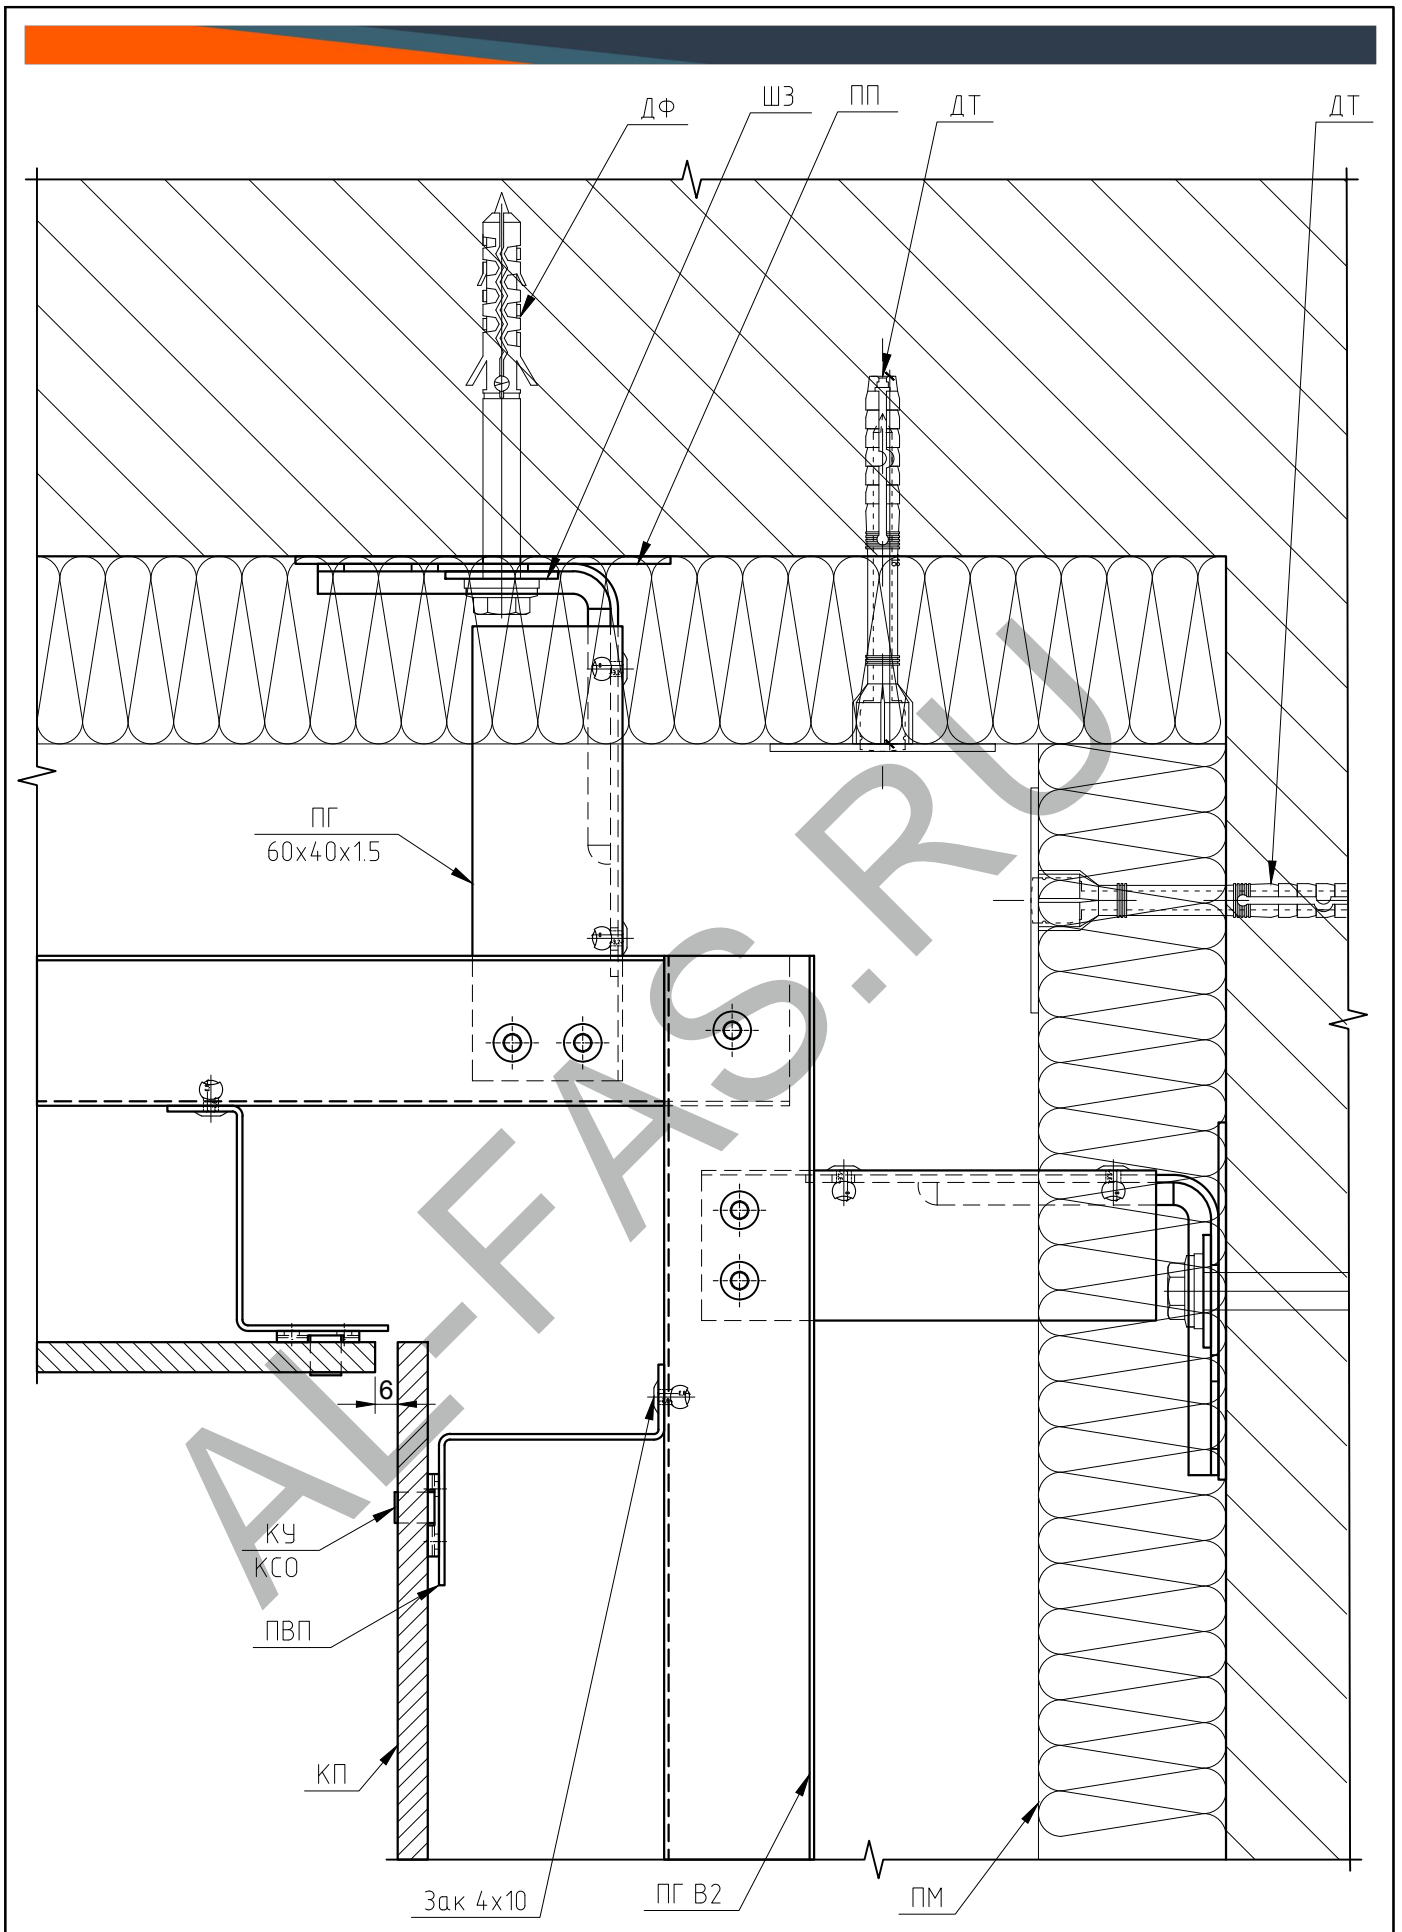 ДФ
ШЗ
ПП
ДТ
ДТ
ПГ
60х40х1.5
6
КУ
КСО
ПВП
КП
Зак 4х10
ПГ В2
ПМ
AL-FAS.RU